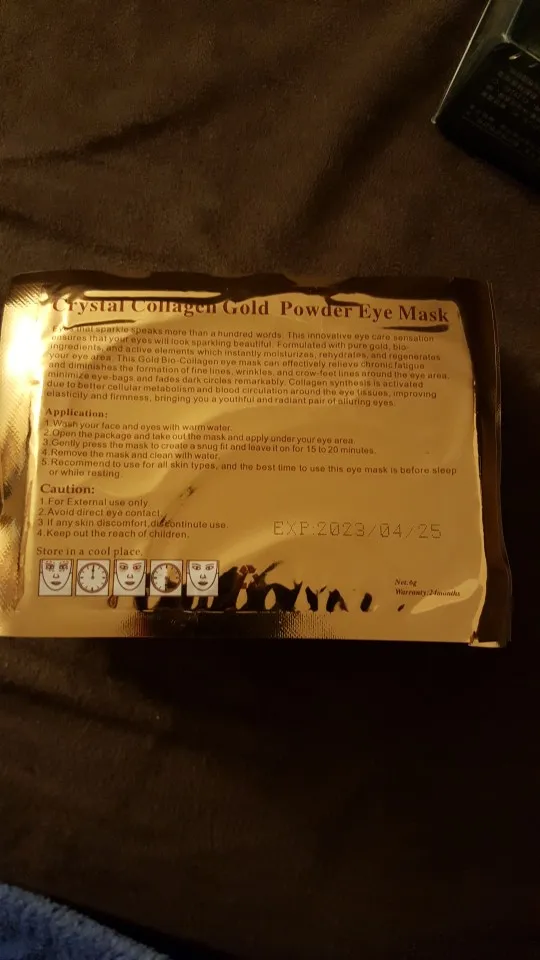 Crystal Collagen Gold Powder Eye Mask
sparkle speaks more than a hundred words. This innovative eye care sensation
ensures that your eyes will look sparkling beautiful. Formulated with pure gold, bio-
ingredients, and active elements which instantly moisturizes, rehydrates, and regenerates
your eye area. This Gold Bio-Collagen eye mask can effectively relieve chronic fatigue
and diminishes the formation of fine lines, wrinkles, and crow-feet lines around the eye area,
minimize eye-bags and fades dark circles remarkably. Collagen synthesis is activated
due to better cellular metabolism and blood circulation around the eye tissues, improving
elasticity and firmness, bringing you a youthful and radiant pair of alluring eyes.
Application:
1.Wash your face and eyes with warm water.
2.Open the package and take out the mask and apply under your eye area
3.Gently press the mask to create a snug fit and leave it on for 15 to 20 minutes.
4.Remove the mask and clean with water.
5.Recommend to use for all skin types, and the best time to use this eye mask is before sleep
or while resting
Caution:
1.For External use only
2.Avoid direct eye contact.
3 If any skin discomfort,discontinue use.
4.Keep out the reach of children.
EXP:2023/04/25
Store in a cool place.
Net.6g
Warranty:24months